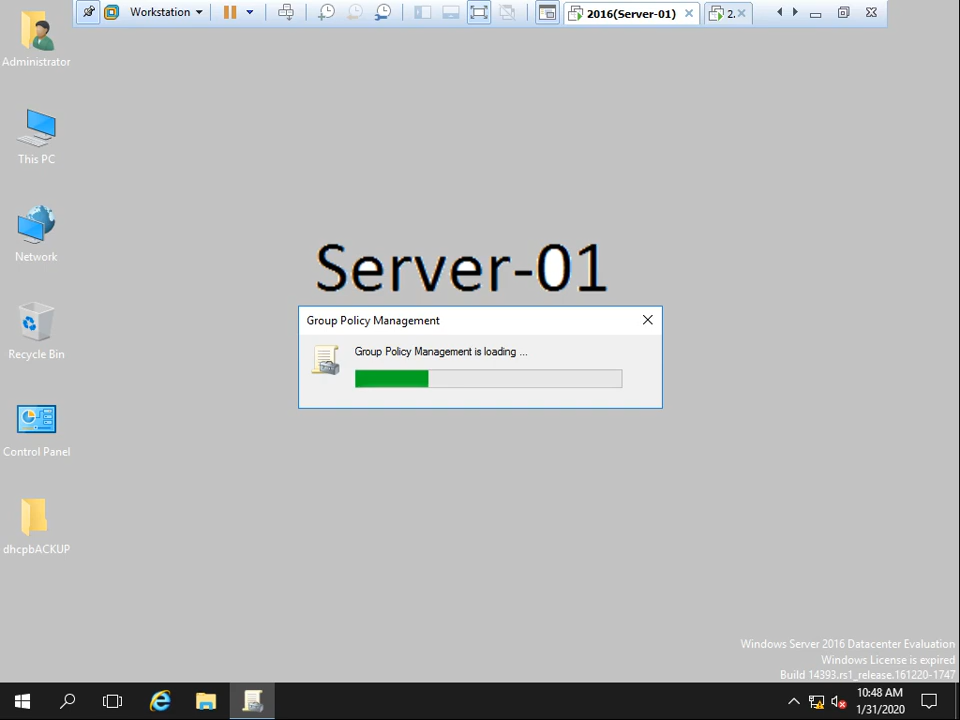 Workstation
2016(Server-01)
2.
Administrator
This PC
Network
Recycle Bin
Control Panel
dhcpbACKUP
Server-01
Group Policy Management
Group Policy Management is loading ...
Windows Server 2016 Datacenter Evaluation
Windows License is expired
Build 14393.rs1_release.161220-1747
10:48 AM
1/31/2020